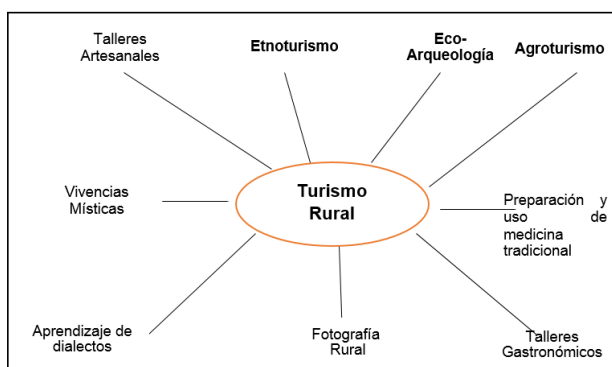 Talleres
Artesanales
Etnoturismo
Eco-
Arqueología
Agroturismo
Vivencias
Místicas
Turismo
Rural
Preparación y
uso de
medicina
tradicional
Aprendizaje de
dialectos
Fotografía
Rural
Talleres
Gastronómicos